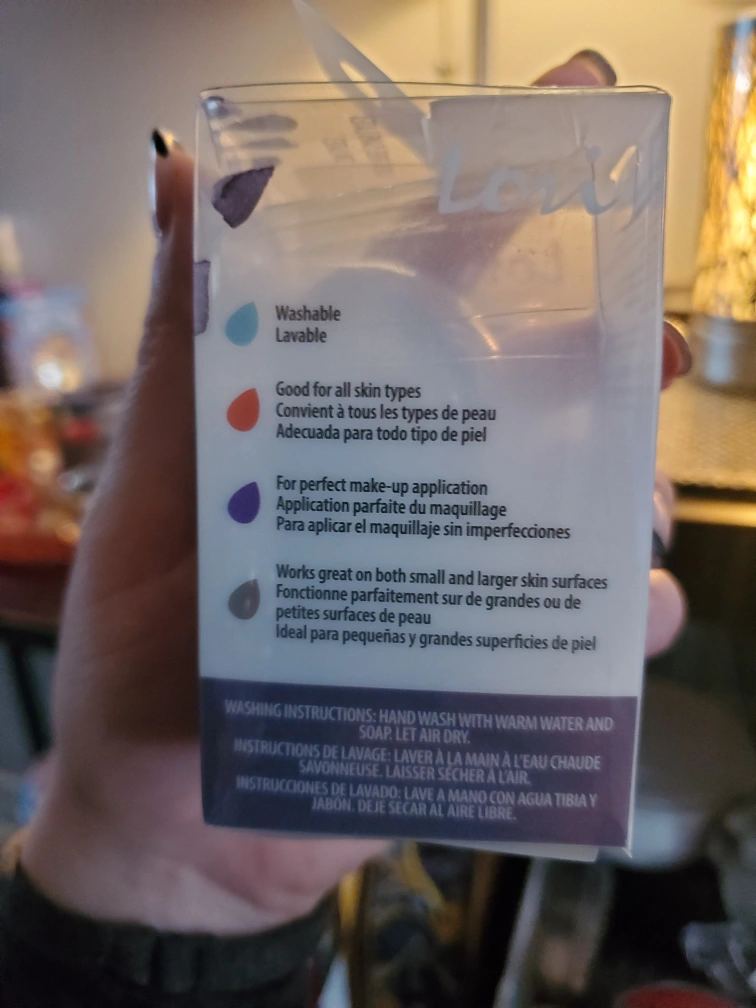 Washable
Lavable
Good for all skin types
Convient à tous les types de peau
Adecuada para todo tipo de piel
For perfect make-up application
Application parfaite du maquillage
Para aplicar el maquillaje sin imperfecciones
Works great on both small and larger skin surfaces
Fonctionne parfaitement sur de grandes ou de
petites surfaces de peau
Ideal para pequeñas y grandes superficies de piel
WASHING INSTRUCTIONS: HAND WASH WITH WARM WATER AND
SOAP. LET AIR DRY.
INSTRUCTIONS DE LAVAGE: LAVER À LA MAIN À L'EAU CHAUDE
SAVONNEUSE. LAISSER SÉCHER À L'AIR.
INSTRUCCIONES DE LAVADO: LAVE A MANO CON AGUA TIBIA Y
JABÓN. DEJE SECAR AL AIRE LIBRE.